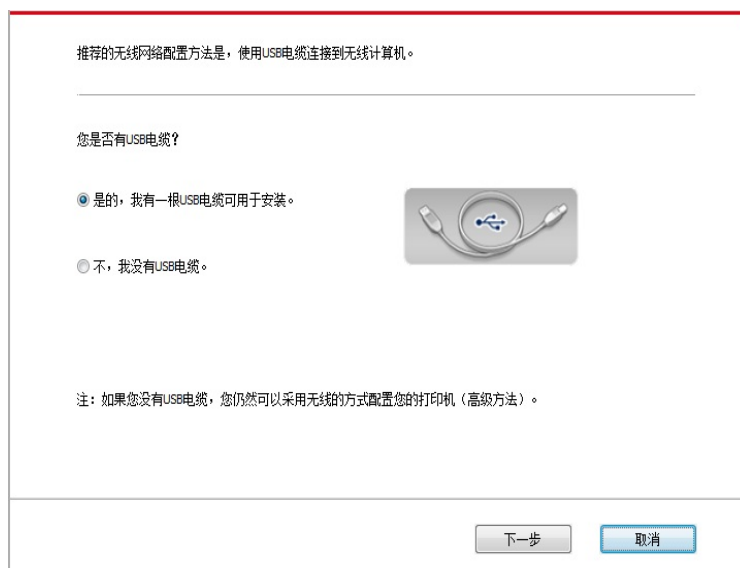 推荐的无线网络配置方法是，使用USB电缆连接到无线计算机。
您是否有USB电缆？
是的，我有一根USB电缆可用于安装。
不，我没有USB电缆。
注：如果您没有USB电缆，您仍然可以采用无线的方式配置您的打印机（高级方法）。
下一步 取消